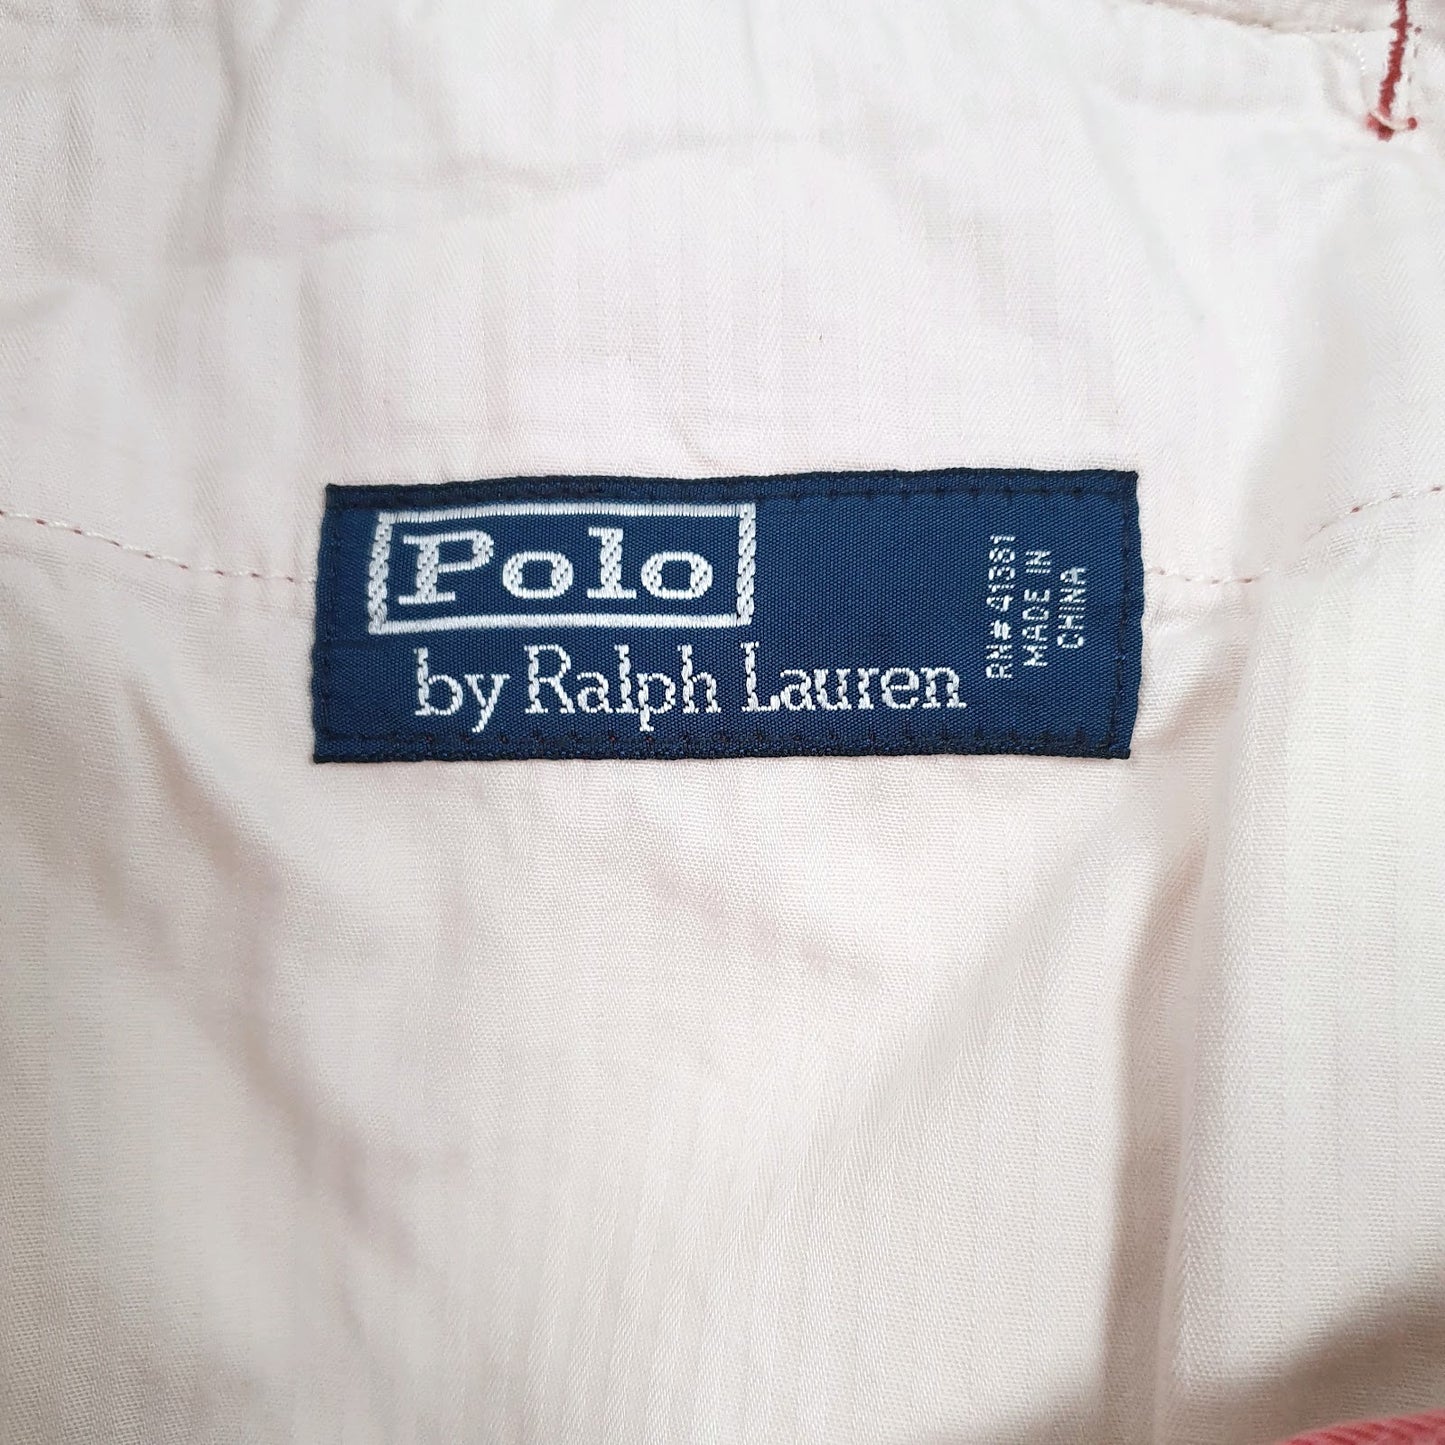 Polo
by Ralph Lauren
RN# 41381
MADE IN
CHINA